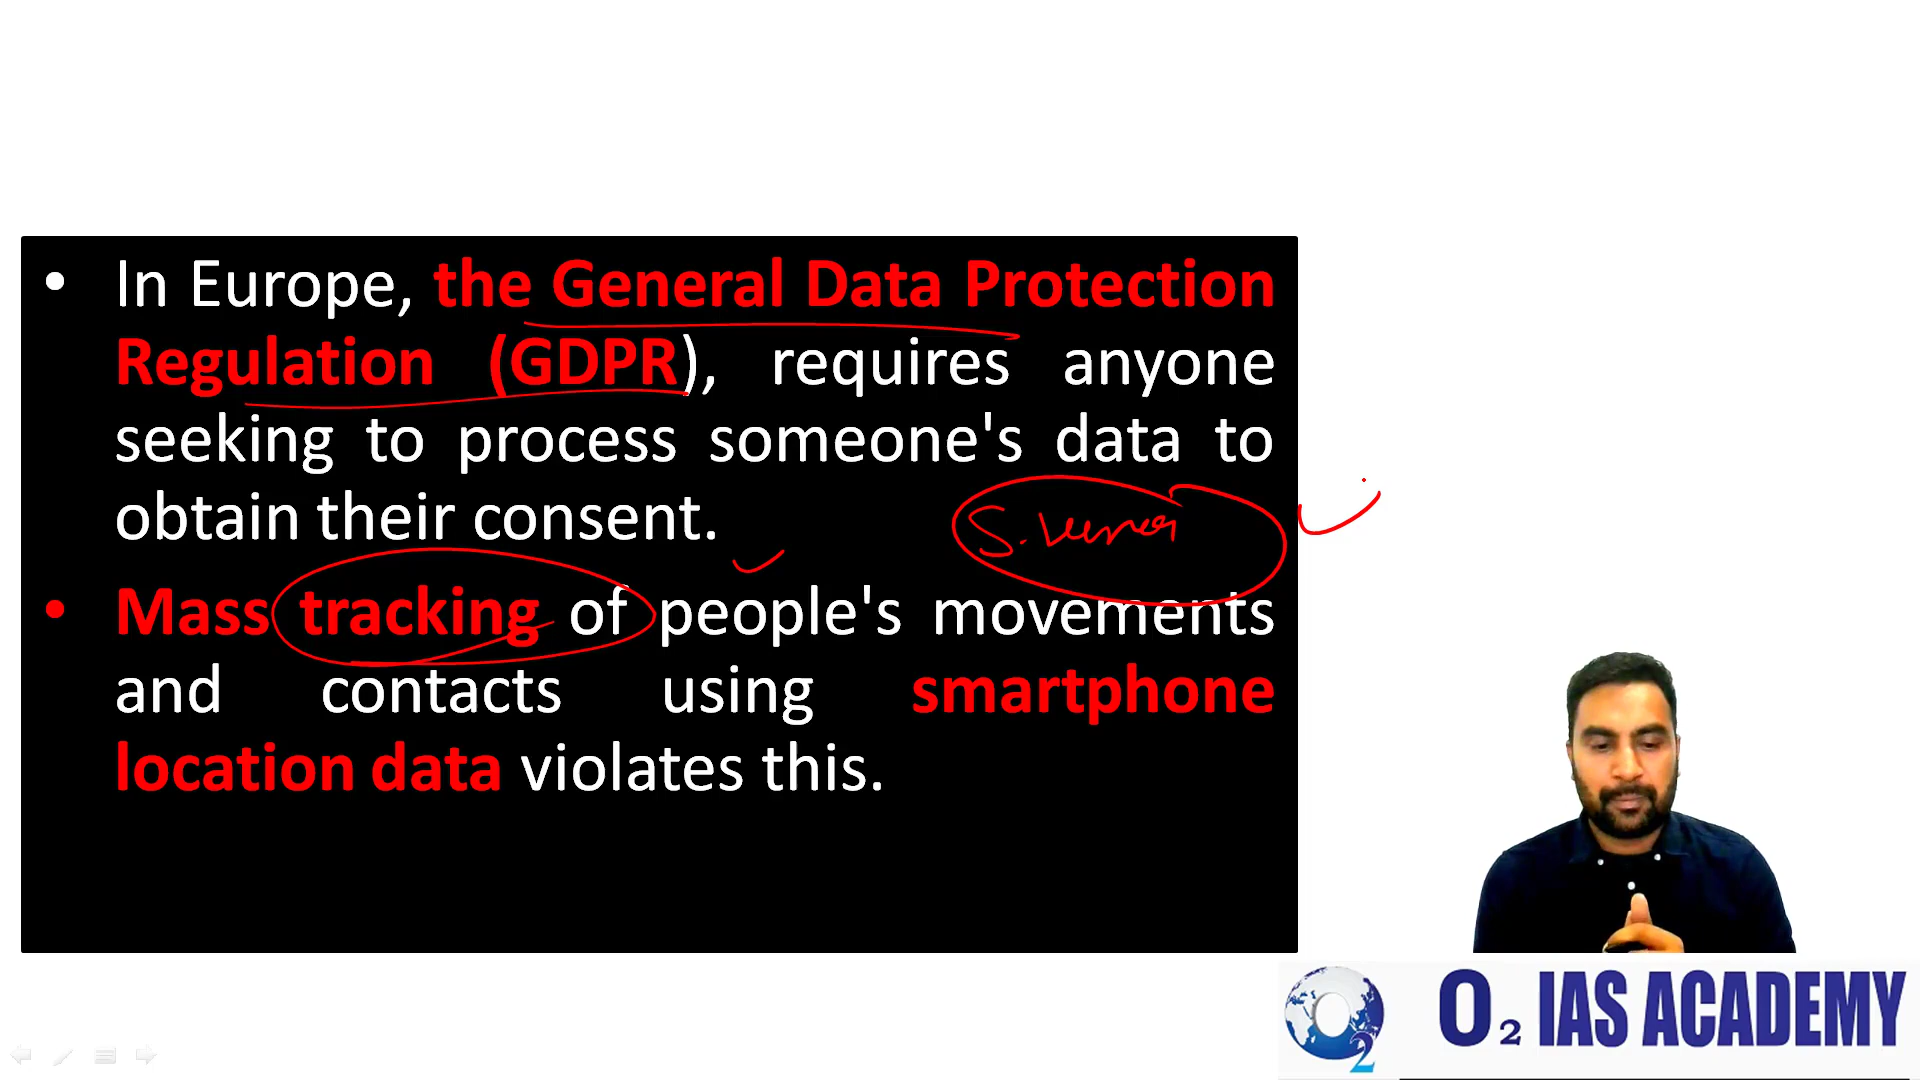 • In Europe, the General Data Protection
Regulation (GDPR), requires anyone
seeking to process someone's data to
obtain their consent.
• Mass tracking of people's movements
and contacts using smartphone
location data violates this.
O2
O2 IAS ACADEMY